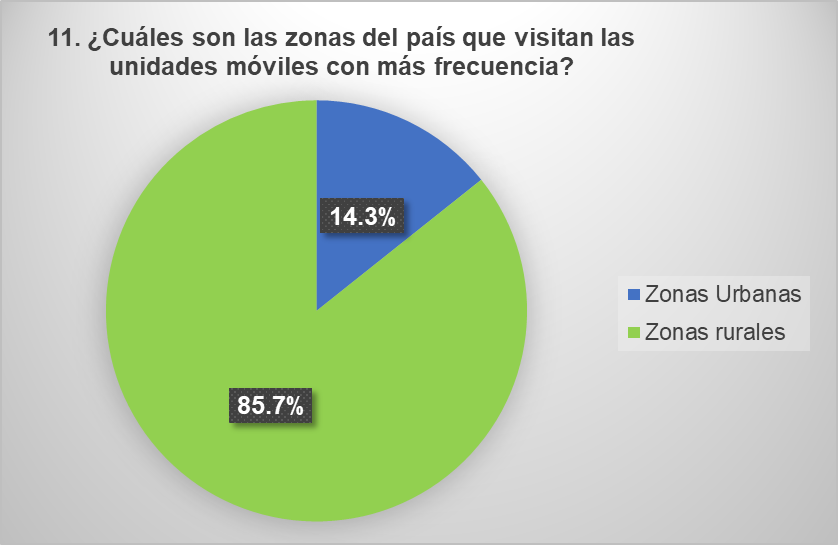 11. ¿Cuáles son las zonas del país que visitan las
unidades móviles con más frecuencia?
14.3%
85.7%
Zonas Urbanas
Zonas rurales